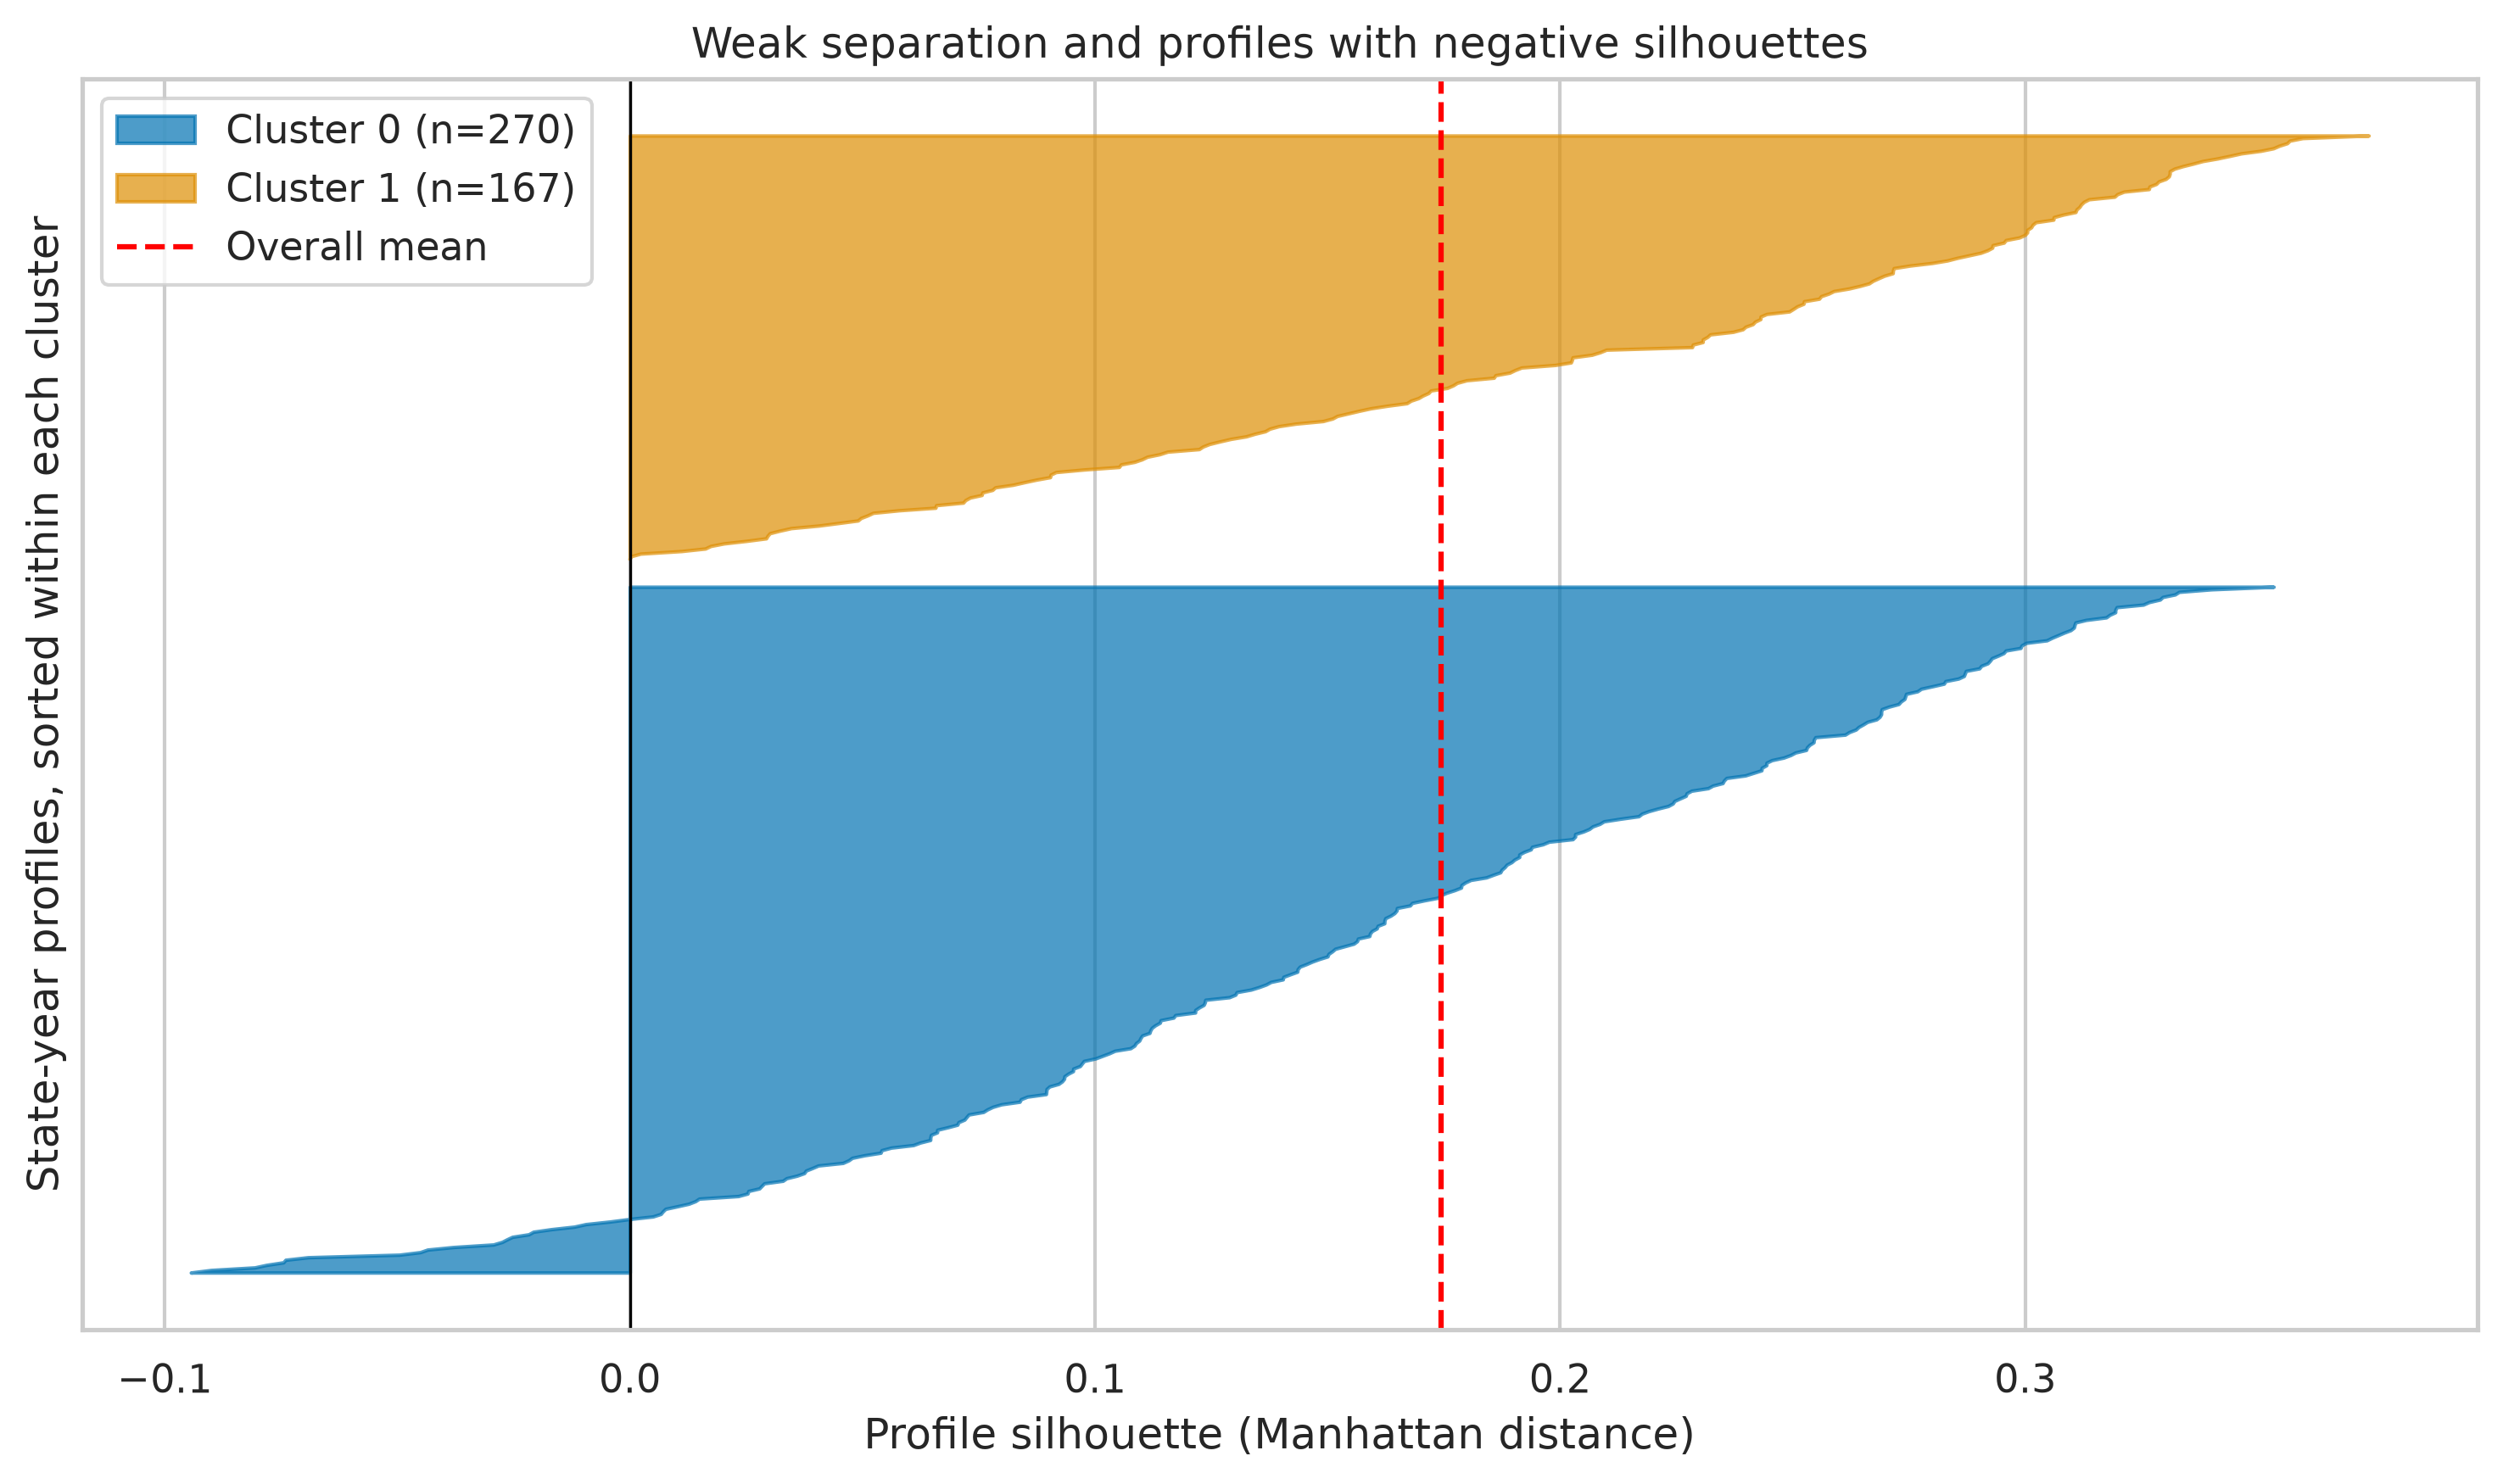 Weak separation and profiles with negative silhouettes
Cluster 0 (n=270)
Cluster 1 (n=167)
Overall mean
State-year profiles, sorted within each cluster
−0.1
0.0
0.1
0.2
0.3
Profile silhouette (Manhattan distance)